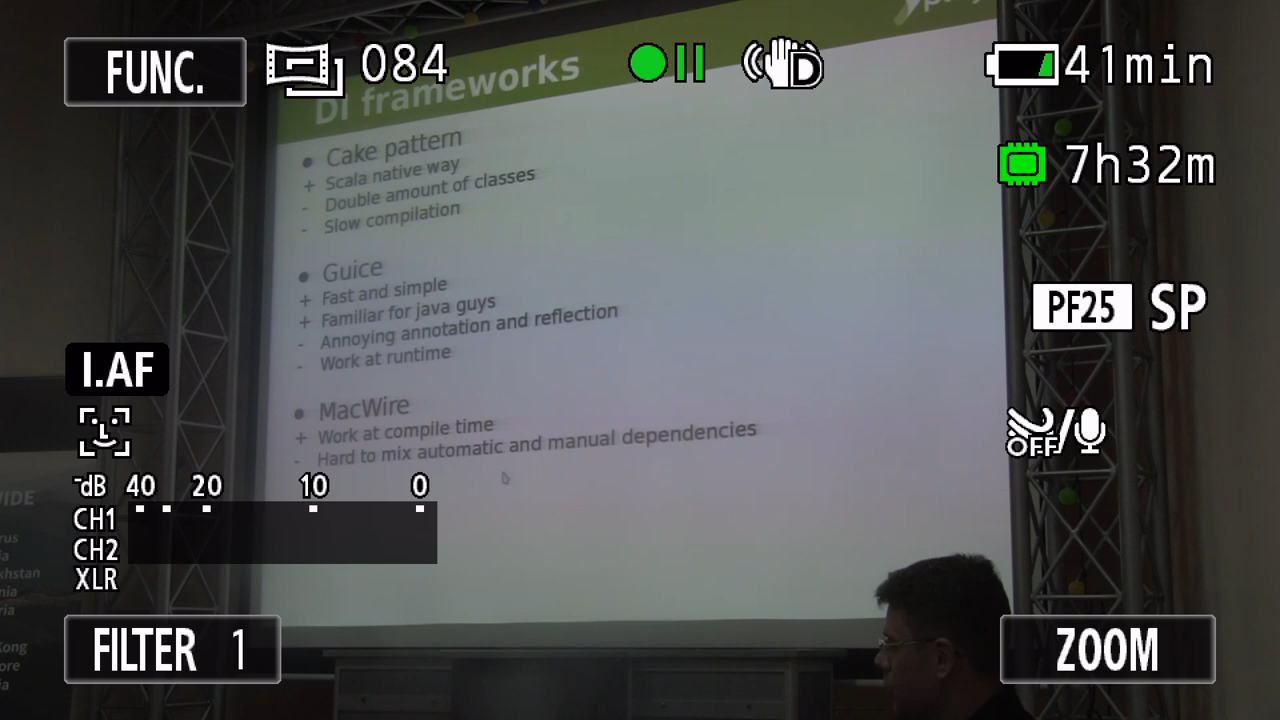 FUNC.
084
41min
7h32m
PF25 SP
DI frameworks
Cake pattern
+ Scala native way
- Double amount of classes
- Slow compilation
Guice
+ Fast and simple
+ Familiar for java guys
- Annoying annotation and reflection
- Work at runtime
MacWire
+ Work at compile time
- Hard to mix automatic and manual dependencies
I.AF
OFF/
-dB 40 20 10 0
CH1
CH2
XLR
FILTER 1
ZOOM
D